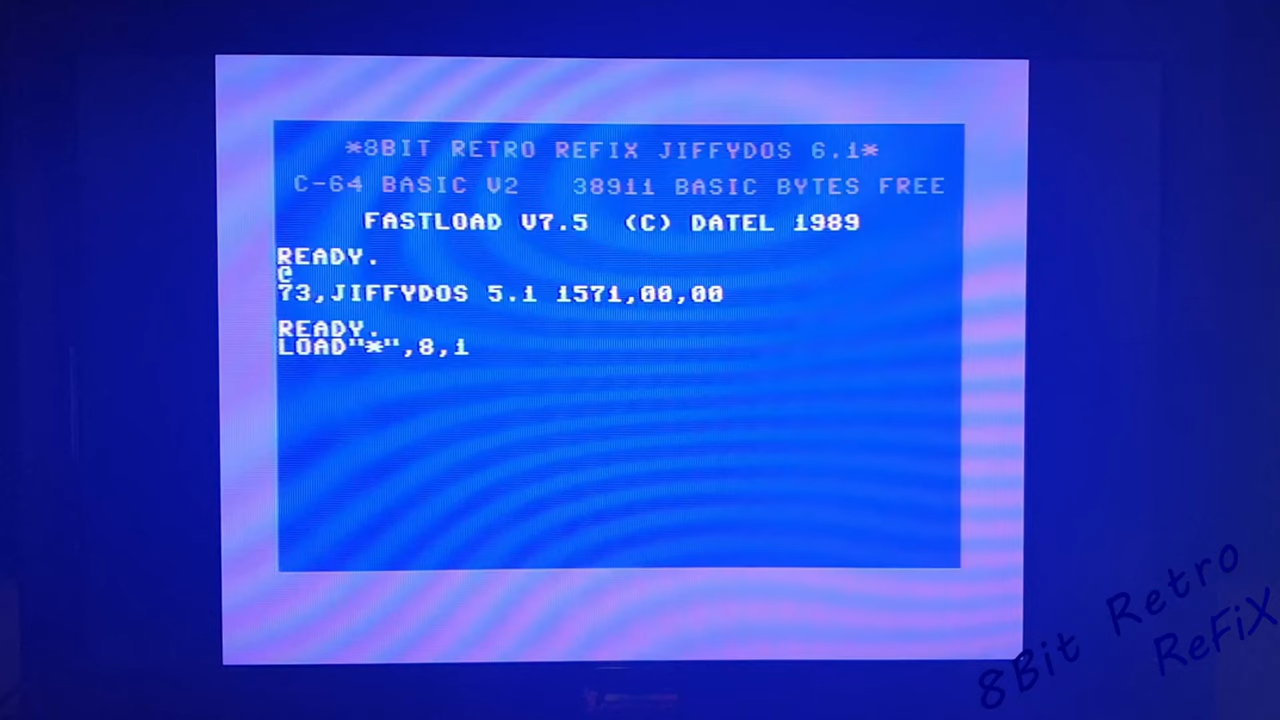 *8BIT RETRO REFIX JIFFYDOS 6.1*
C-64 BASIC V2   38911 BASIC BYTES FREE
FASTLOAD V7.5  (C) DATEL 1989
READY.
@
73,JIFFYDOS 5.1 1571,00,00
READY.
LOAD"*",8,1
8Bit Retro
ReFiX